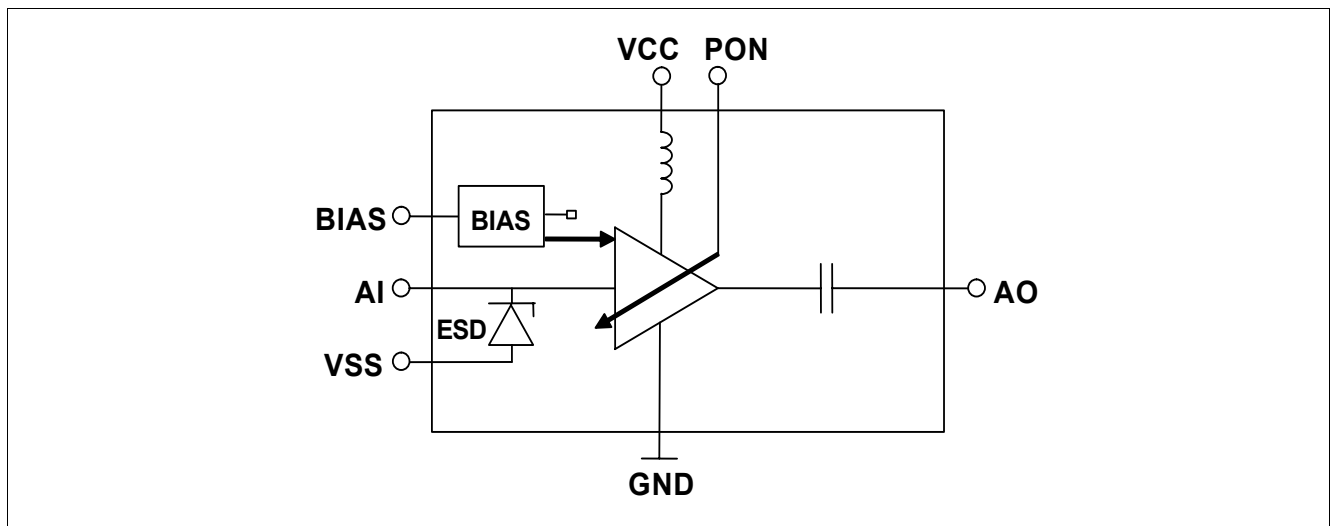 VCC PON
BIAS
BIAS
AI
AO
ESD
VSS
GND